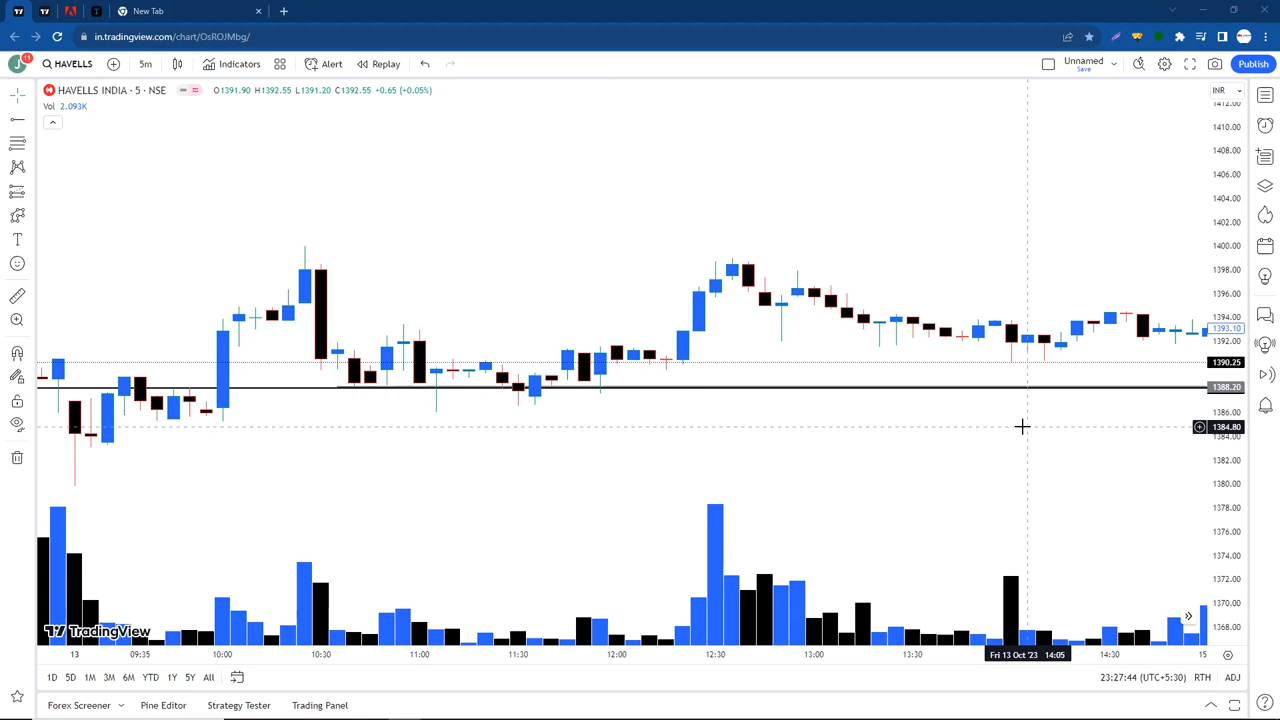 New Tab
in.tradingview.com/chart/OsROJMbg/
J 11 HAVELLS 5m Indicators Alert Replay Unnamed Save Publish
HAVELLS INDIA · 5 · NSE O1391.90 H1392.55 L1391.20 C1392.55 +0.65 (+0.05%) INR
Vol 2.093K
1412.00
1410.00
1408.00
1406.00
1404.00
1402.00
1400.00
1398.00
1396.00
1394.00
1393.10
1392.00
1390.25
1388.20
1386.00
1384.80
1384.00
1382.00
1380.00
1378.00
1376.00
1374.00
1372.00
1370.00
1368.00
TradingView
13 09:35 10:00 10:30 11:00 11:30 12:00 12:30 13:00 13:30 Fri 13 Oct '23 14:05 14:30 15
1D 5D 1M 3M 6M YTD 1Y 5Y All 23:27:44 (UTC+5:30) RTH ADJ
Forex Screener Pine Editor Strategy Tester Trading Panel